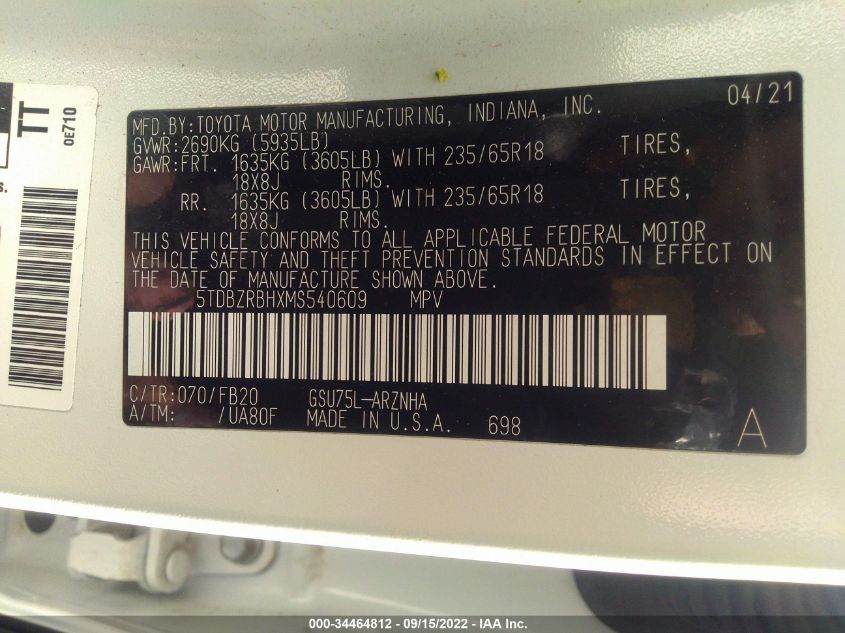 MFD.BY:TOYOTA MOTOR MANUFACTURING, INDIANA, INC. 04/21
GVWR:2690KG (5935LB)
GAWR:FRT. 1635KG (3605LB) WITH 235/65R18 TIRES,
18X8J RIMS.
RR. 1635KG (3605LB) WITH 235/65R18 TIRES,
18X8J RIMS.
THIS VEHICLE CONFORMS TO ALL APPLICABLE FEDERAL MOTOR
VEHICLE SAFETY AND THEFT PREVENTION STANDARDS IN EFFECT ON
THE DATE OF MANUFACTURE SHOWN ABOVE.
5TDBZRBHXMS540609 MPV
C/TR:070/FB20 GSU75L-ARZNHA
A/TM: /UA80F MADE IN U.S.A. 698 A
TT
0E710
000-34464812 - 09/15/2022 - IAA Inc.